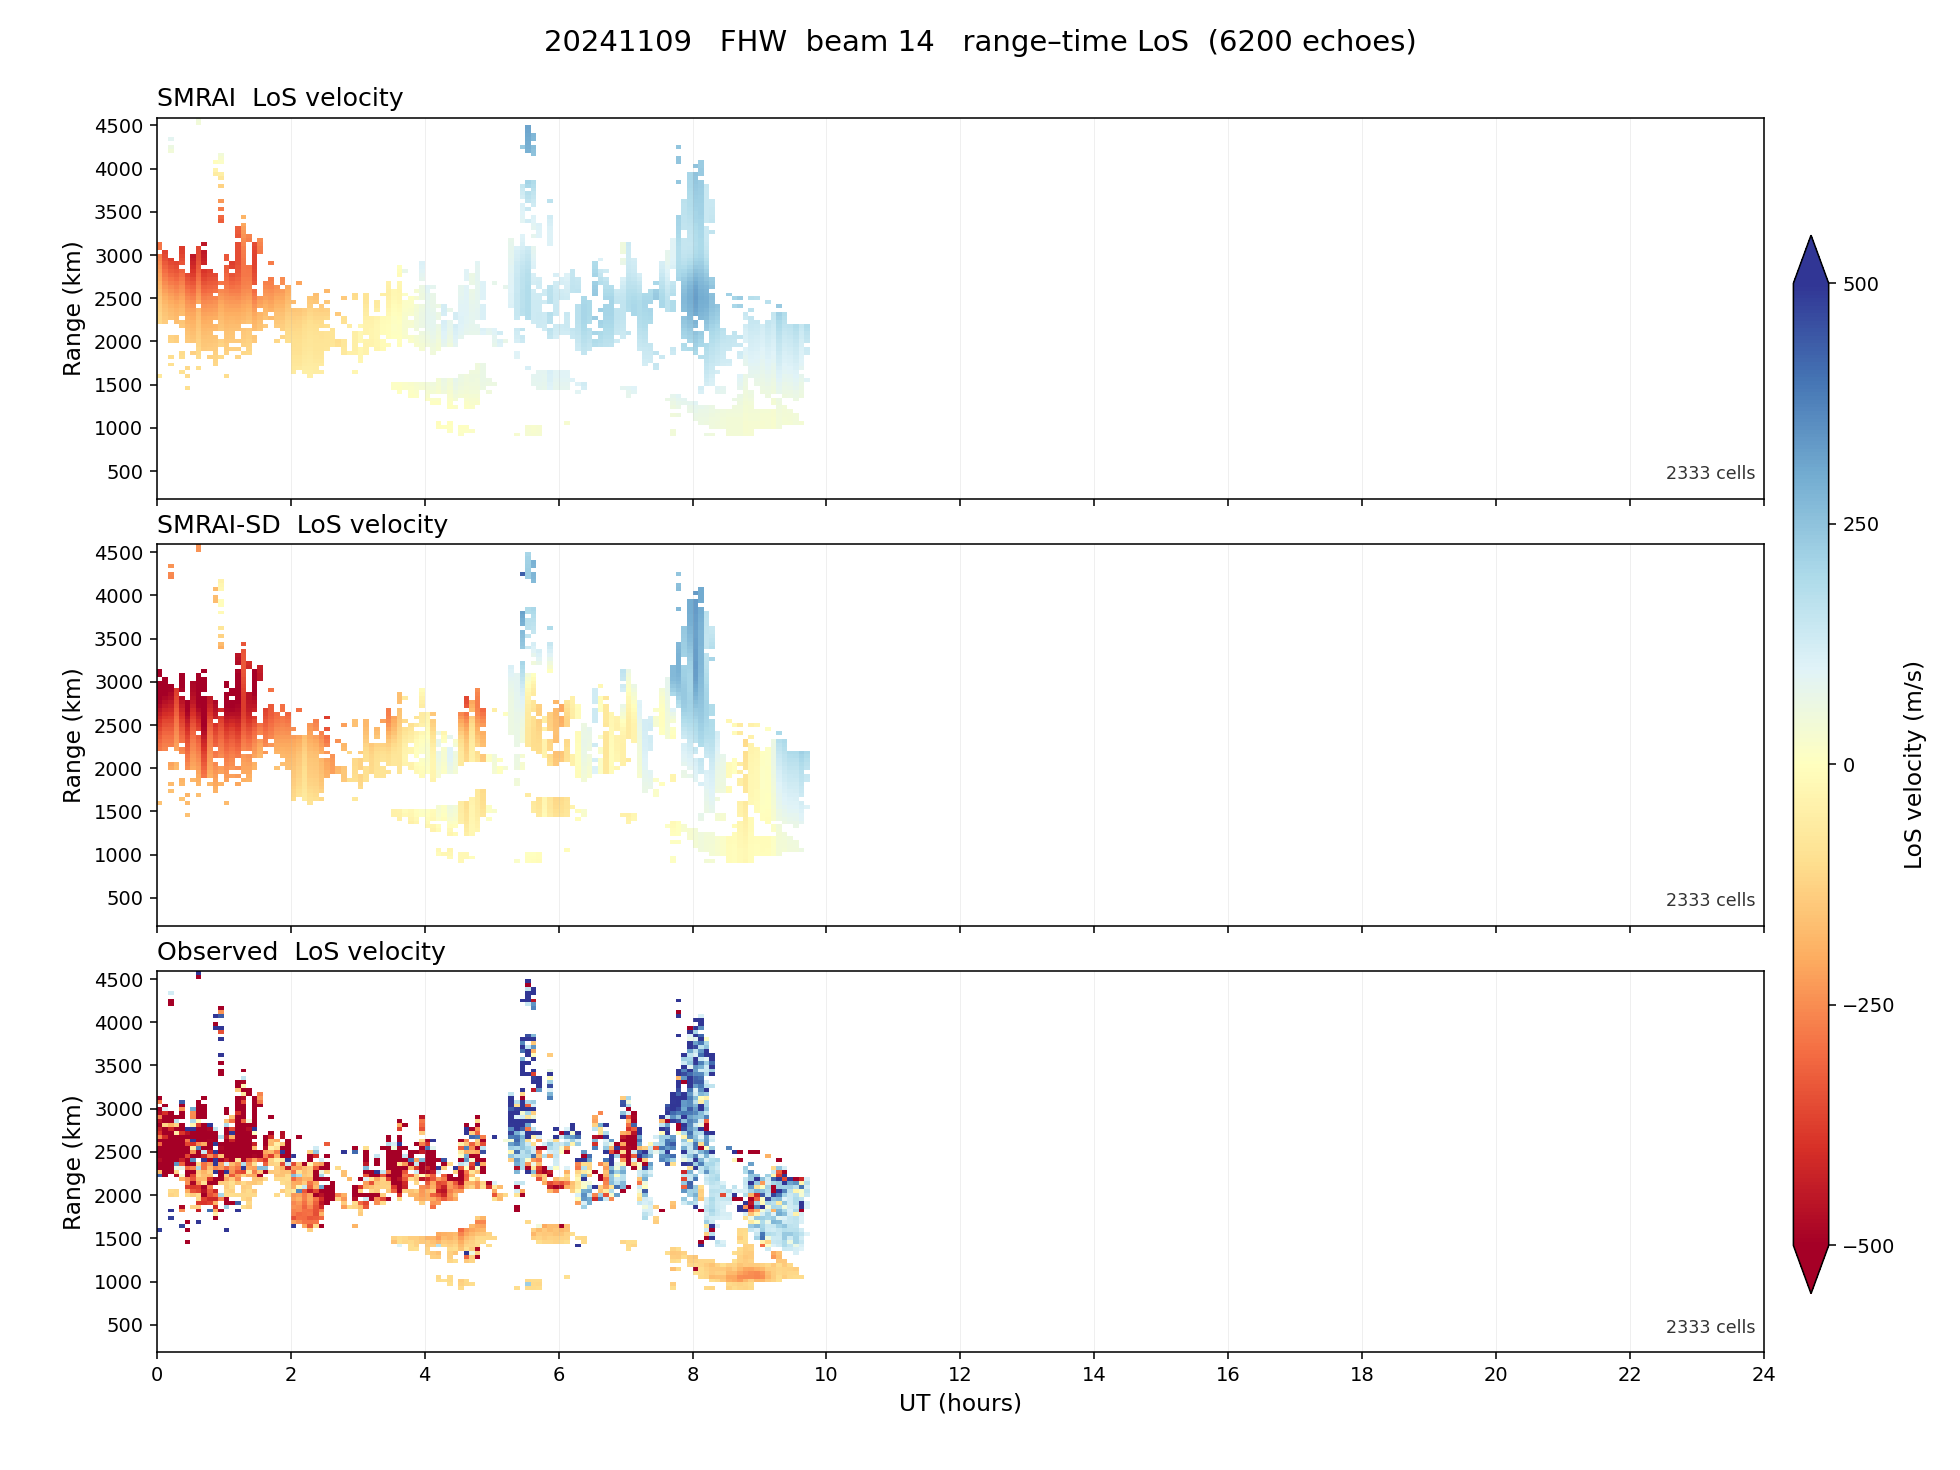 20241109   FHW  beam 14   range–time LoS  (6200 echoes)
SMRAI  LoS velocity
4500
4000
3500
3000
2500
2000
1500
1000
500
Range (km)
2333 cells
SMRAI-SD  LoS velocity
4500
4000
3500
3000
2500
2000
1500
1000
500
Range (km)
2333 cells
Observed  LoS velocity
4500
4000
3500
3000
2500
2000
1500
1000
500
Range (km)
2333 cells
0 2 4 6 8 10 12 14 16 18 20 22 24
UT (hours)
500
250
0
−250
−500
LoS velocity (m/s)